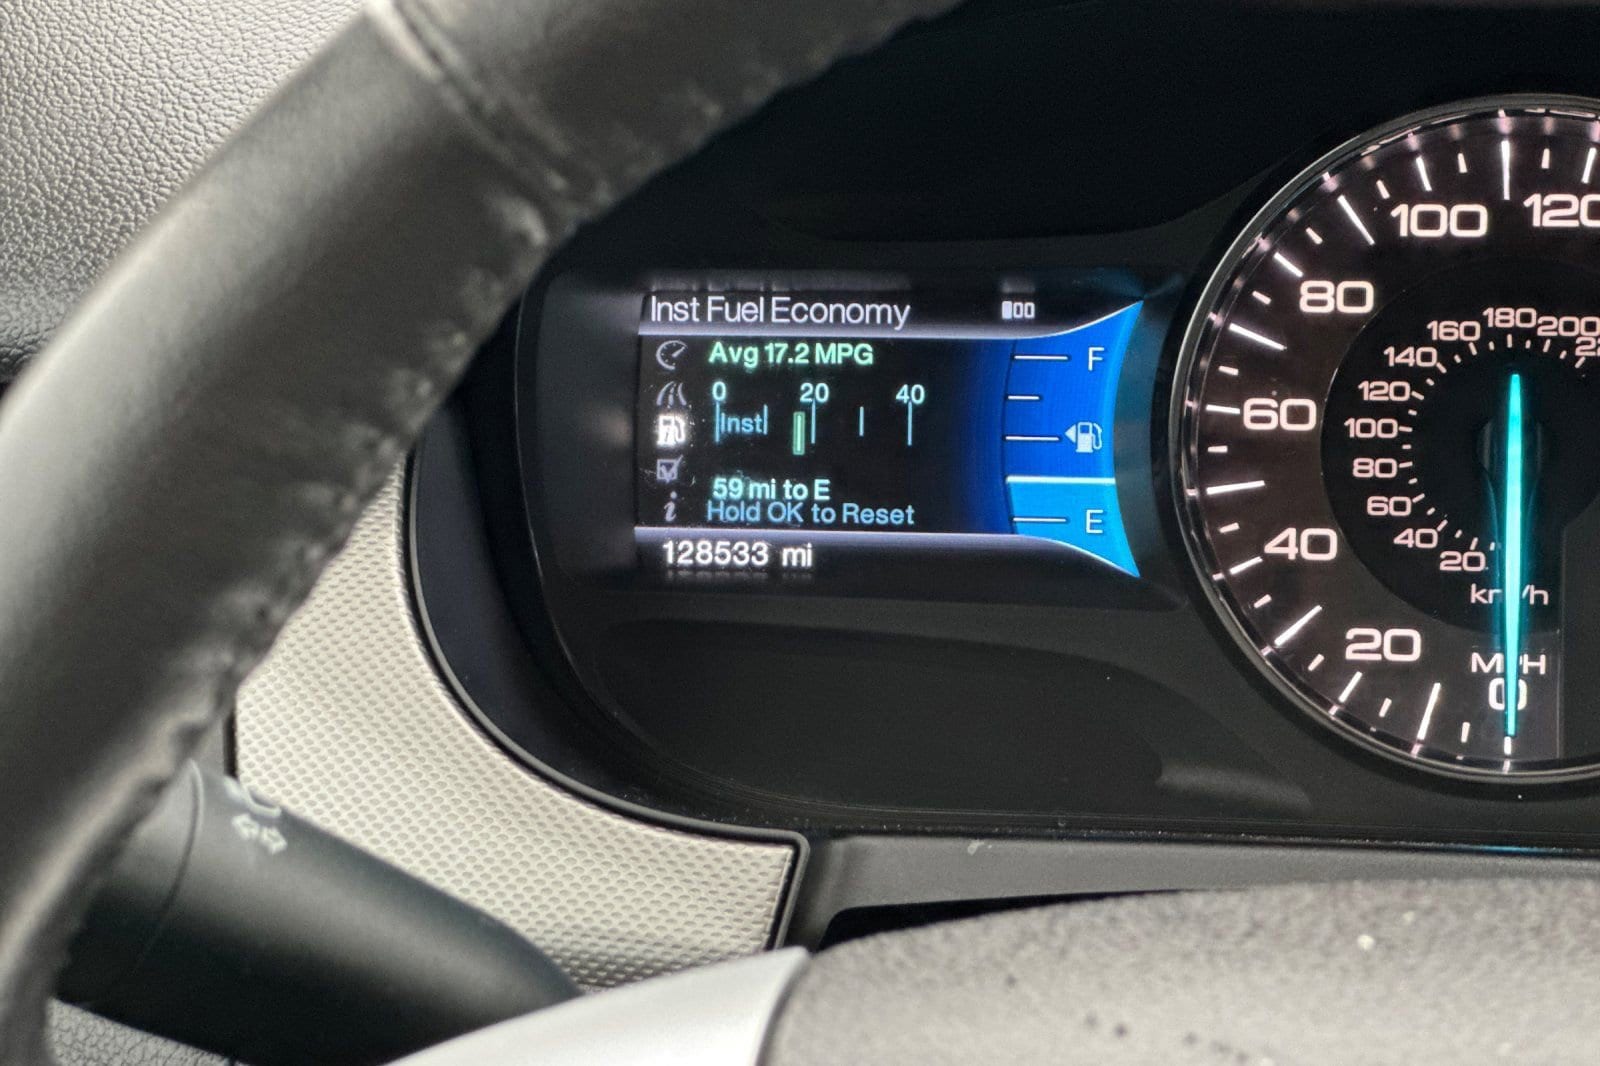 Inst Fuel Economy
Avg 17.2 MPG
0 20 40
Inst
59 mi to E
Hold OK to Reset
128533 mi
F
E
100 120
80
60
40
20
MPH
0
180 200
160
140
120
100
80
60
40
20
km/h